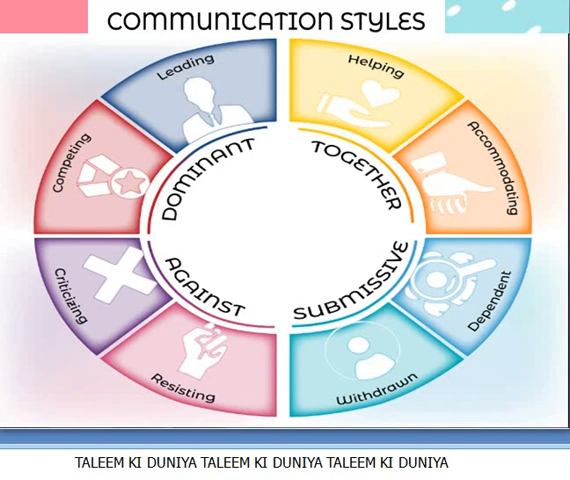 COMMUNICATION STYLES
Leading
Helping
Competing
Accommodating
DOMINANT
TOGETHER
AGAINST
SUBMISSIVE
Criticizing
Dependent
Resisting
Withdrawn
TALEEM KI DUNIYA TALEEM KI DUNIYA TALEEM KI DUNIYA